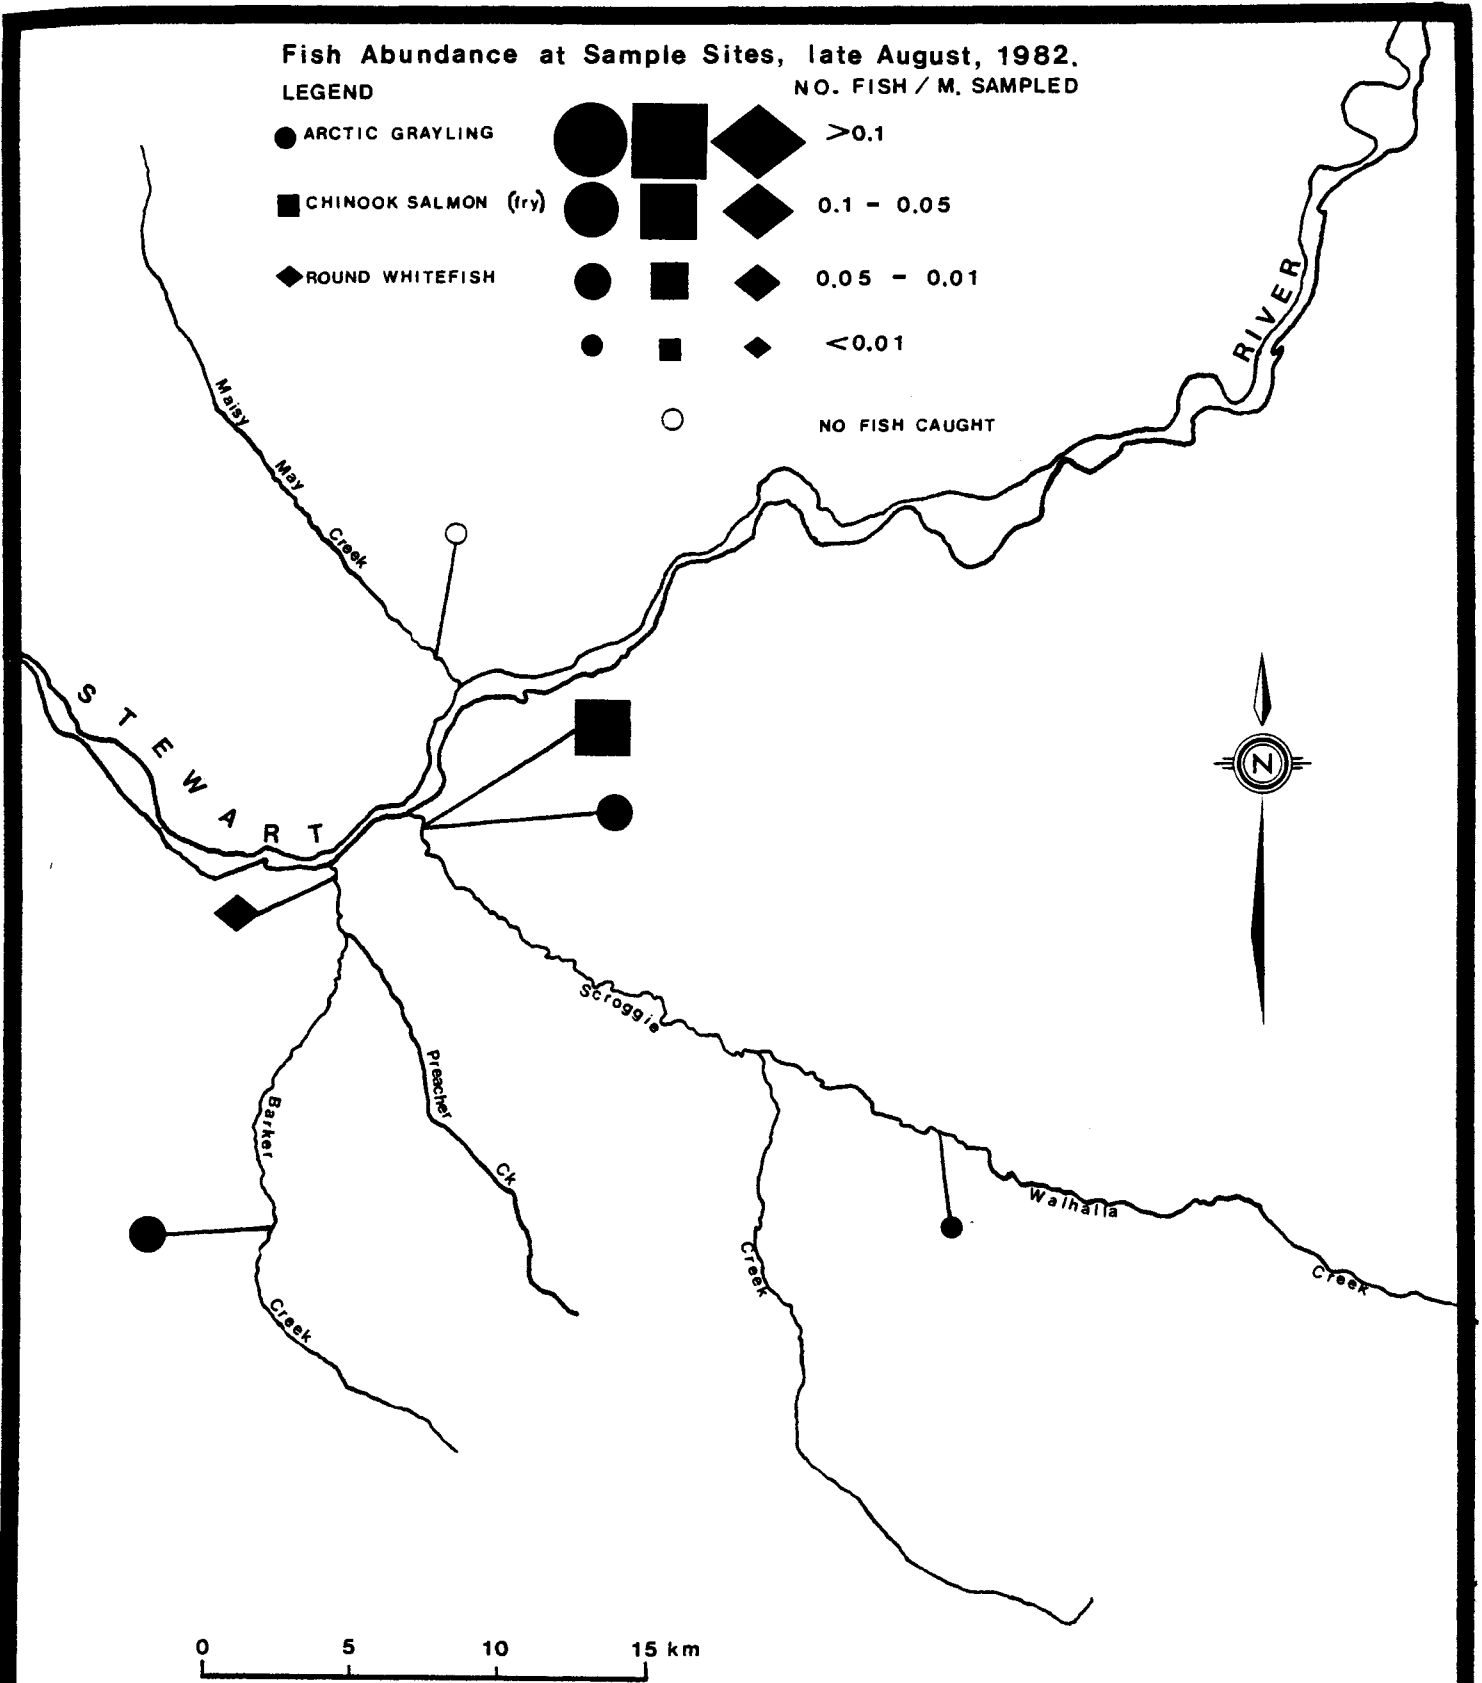 Fish Abundance at Sample Sites, late August, 1982.
LEGEND
NO. FISH / M. SAMPLED
ARCTIC GRAYLING
>0.1
CHINOOK SALMON (fry)
0.1 - 0.05
ROUND WHITEFISH
0.05 - 0.01
<0.01
NO FISH CAUGHT
RIVER
Maisy
May
Creek
STEWART
N
Scroggie
Creek
Preacher
Ck
Barker
Creek
Walhalla
Creek
0 5 10 15 km